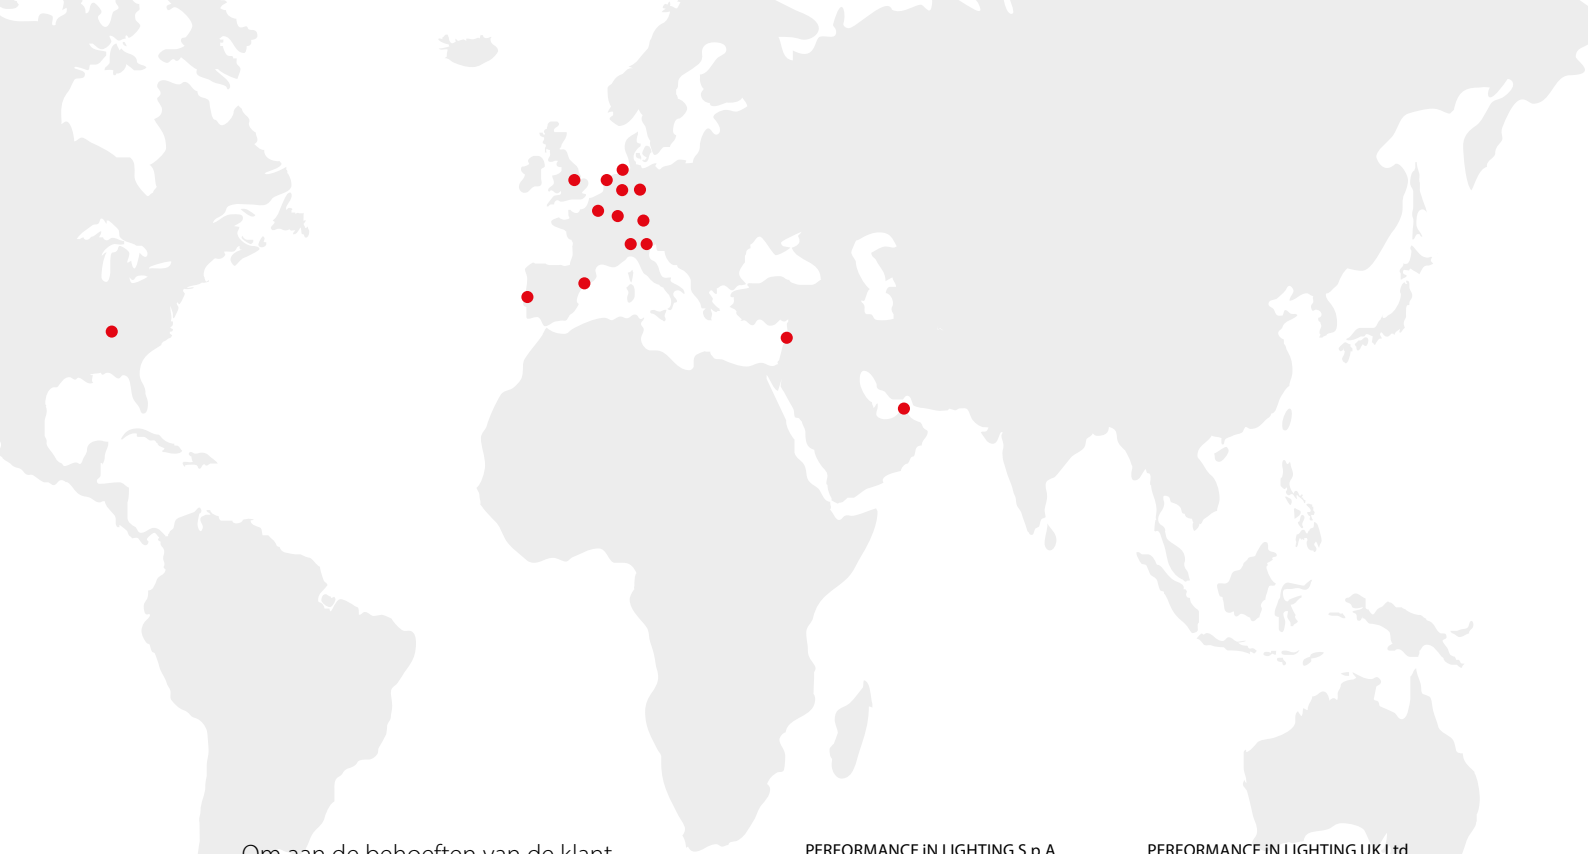 Om aan de behoeften van de klant
PERFORMANCE iN LIGHTING S.p.A.
PERFORMANCE iN LIGHTING UK Ltd.